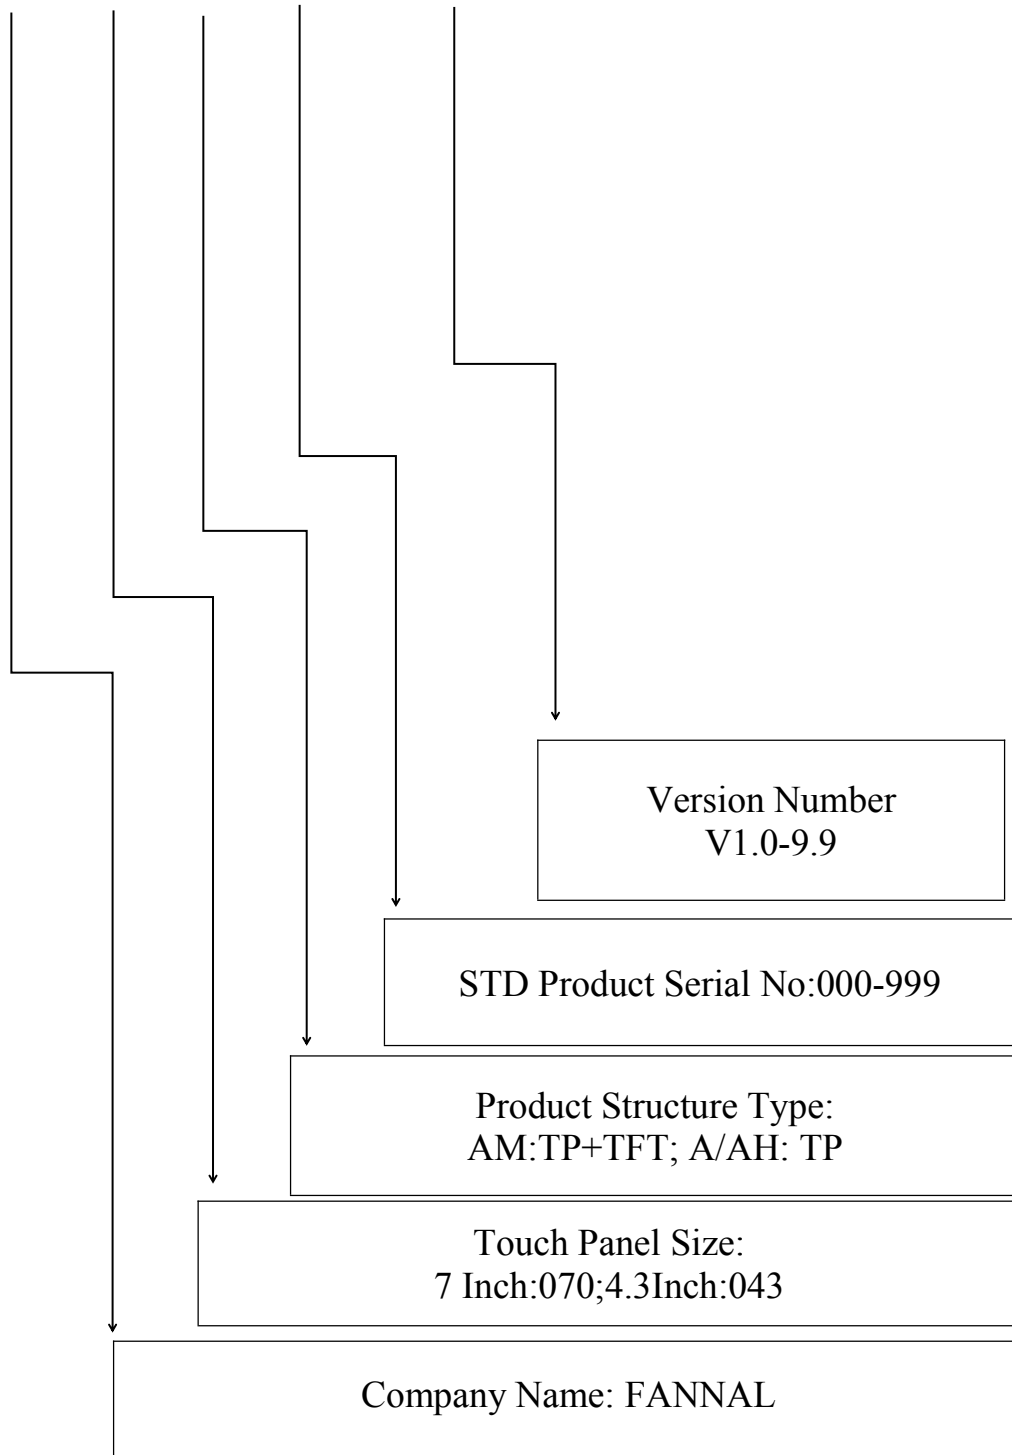 Version Number
V1.0-9.9
STD Product Serial No:000-999
Product Structure Type:
AM:TP+TFT; A/AH: TP
Touch Panel Size:
7 Inch:070;4.3Inch:043
Company Name: FANNAL